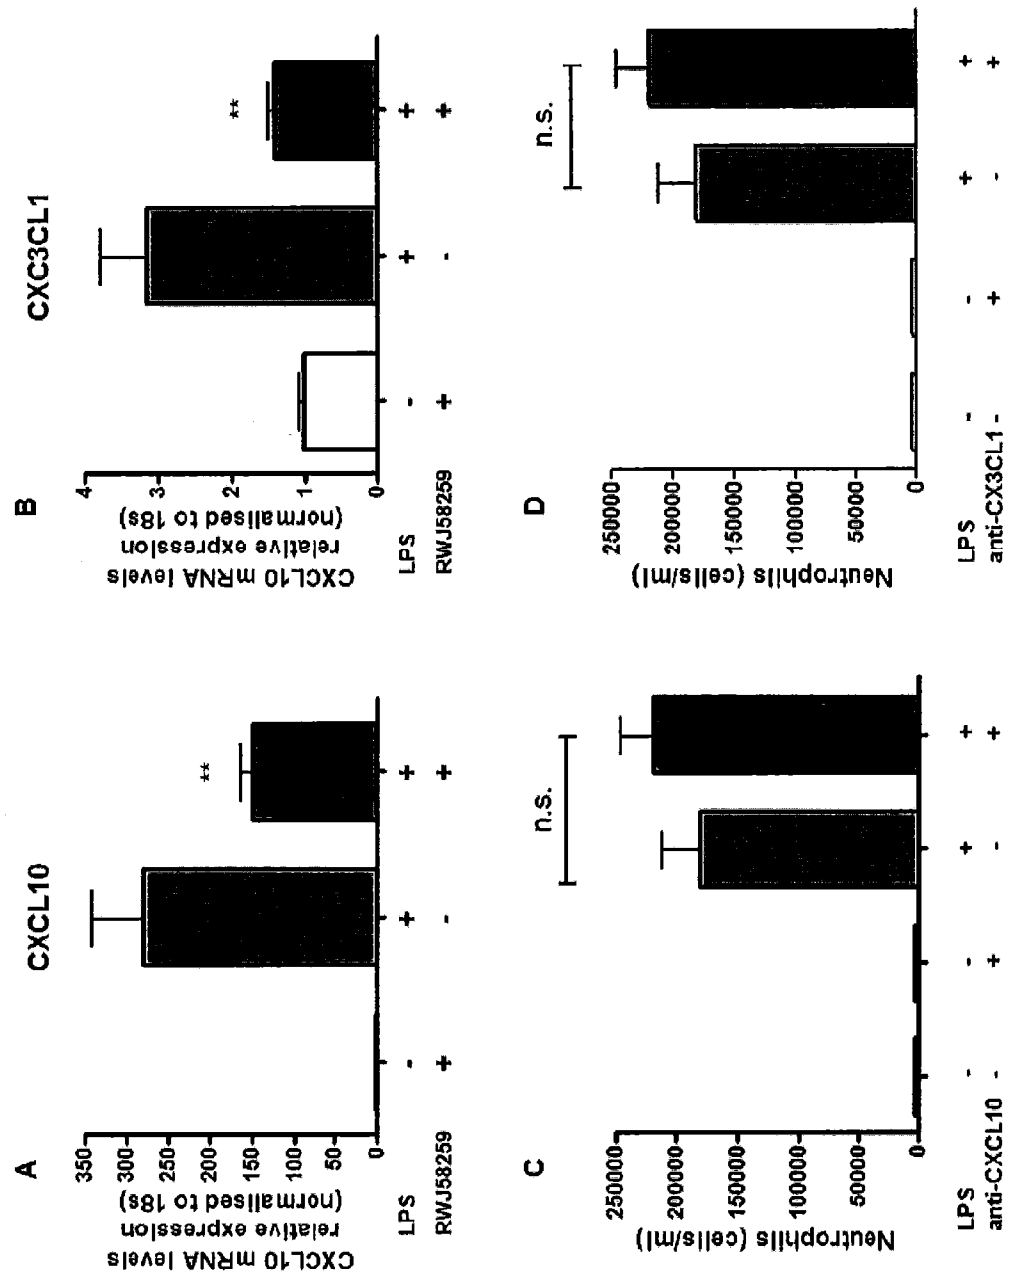 A
CXCL10
CXCL10 mRNA levels
relative expression
(normalised to 18s)
350
300
250
200
150
100
50
0
**
LPS - + +
RWJ58259 + - +
B
CXC3CL1
CXCL10 mRNA levels
relative expression
(normalised to 18s)
4
3
2
1
0
**
LPS - + +
RWJ58259 + - +
C
Neutrophils (cells/ml)
250000
200000
150000
100000
50000
0
n.s.
LPS - - + +
anti-CXCL10 - + - +
D
Neutrophils (cells/ml)
250000
200000
150000
100000
50000
0
n.s.
LPS - - + +
anti-CX3CL1 - + - +